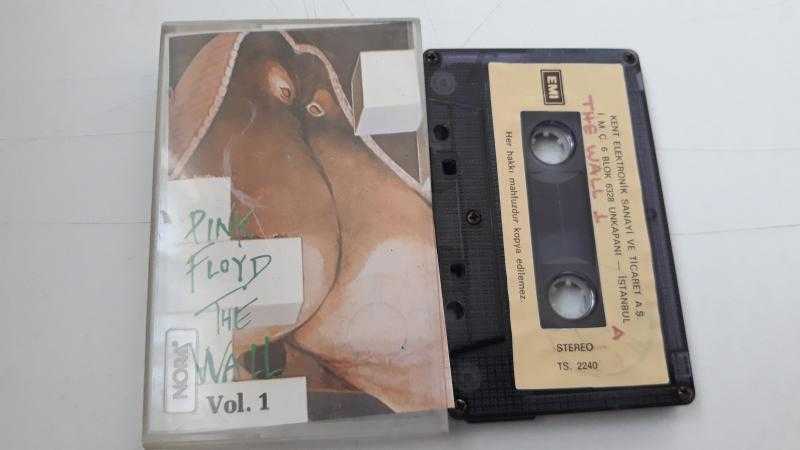 PINK
FLOYD
THE
WALL
Vol. 1
NORA
EMI
THE WALL 1
KENT ELEKTRONİK SANAYİ VE TİCARET A.Ş.
İ M Ç 6 BLOK 6328 UNKAPANI — İSTANBUL
A
Her hakkı mahfuzdur kopya edilemez.
STEREO
TS. 2240